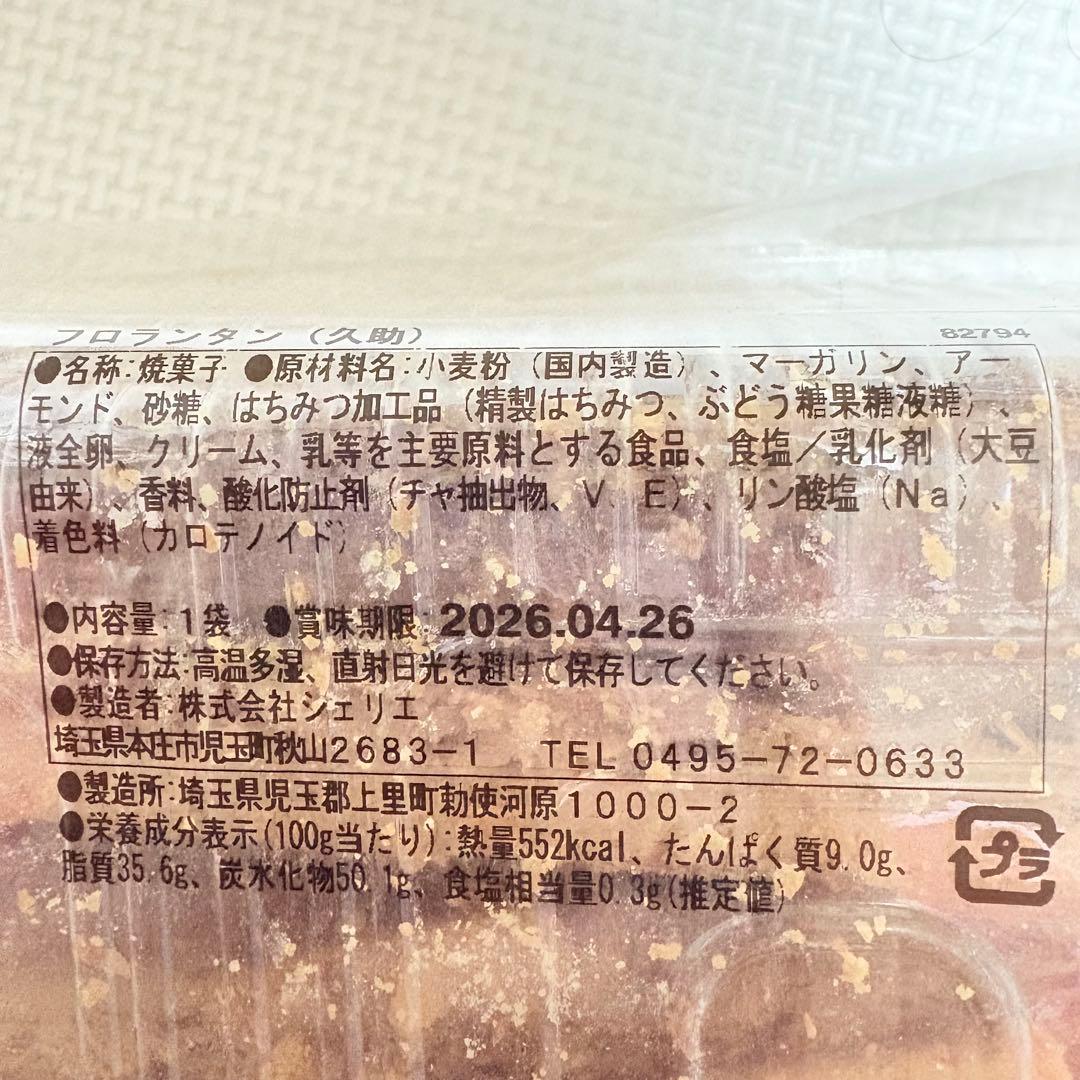 フロランタン（久助） 82794
●名称：焼菓子 ●原材料名：小麦粉（国内製造）、マーガリン、アー
モンド、砂糖、はちみつ加工品（精製はちみつ、ぶどう糖果糖液糖）、
液全卵、クリーム、乳等を主要原料とする食品、食塩／乳化剤（大豆
由来）、香料、酸化防止剤（チャ抽出物、V．E）、リン酸塩（Na）、
着色料（カロテノイド）
●内容量：1袋 ●賞味期限：2026.04.26
●保存方法：高温多湿、直射日光を避けて保存してください。
●製造者：株式会社シェリエ
埼玉県本庄市児玉町秋山2683－1 TEL 0495－72－0633
●製造所：埼玉県児玉郡上里町勅使河原1000－2
●栄養成分表示(100g当たり)：熱量552kcal、たんぱく質9.0g、
脂質35.6g、炭水化物50.1g、食塩相当量0.3g(推定値)
プラ